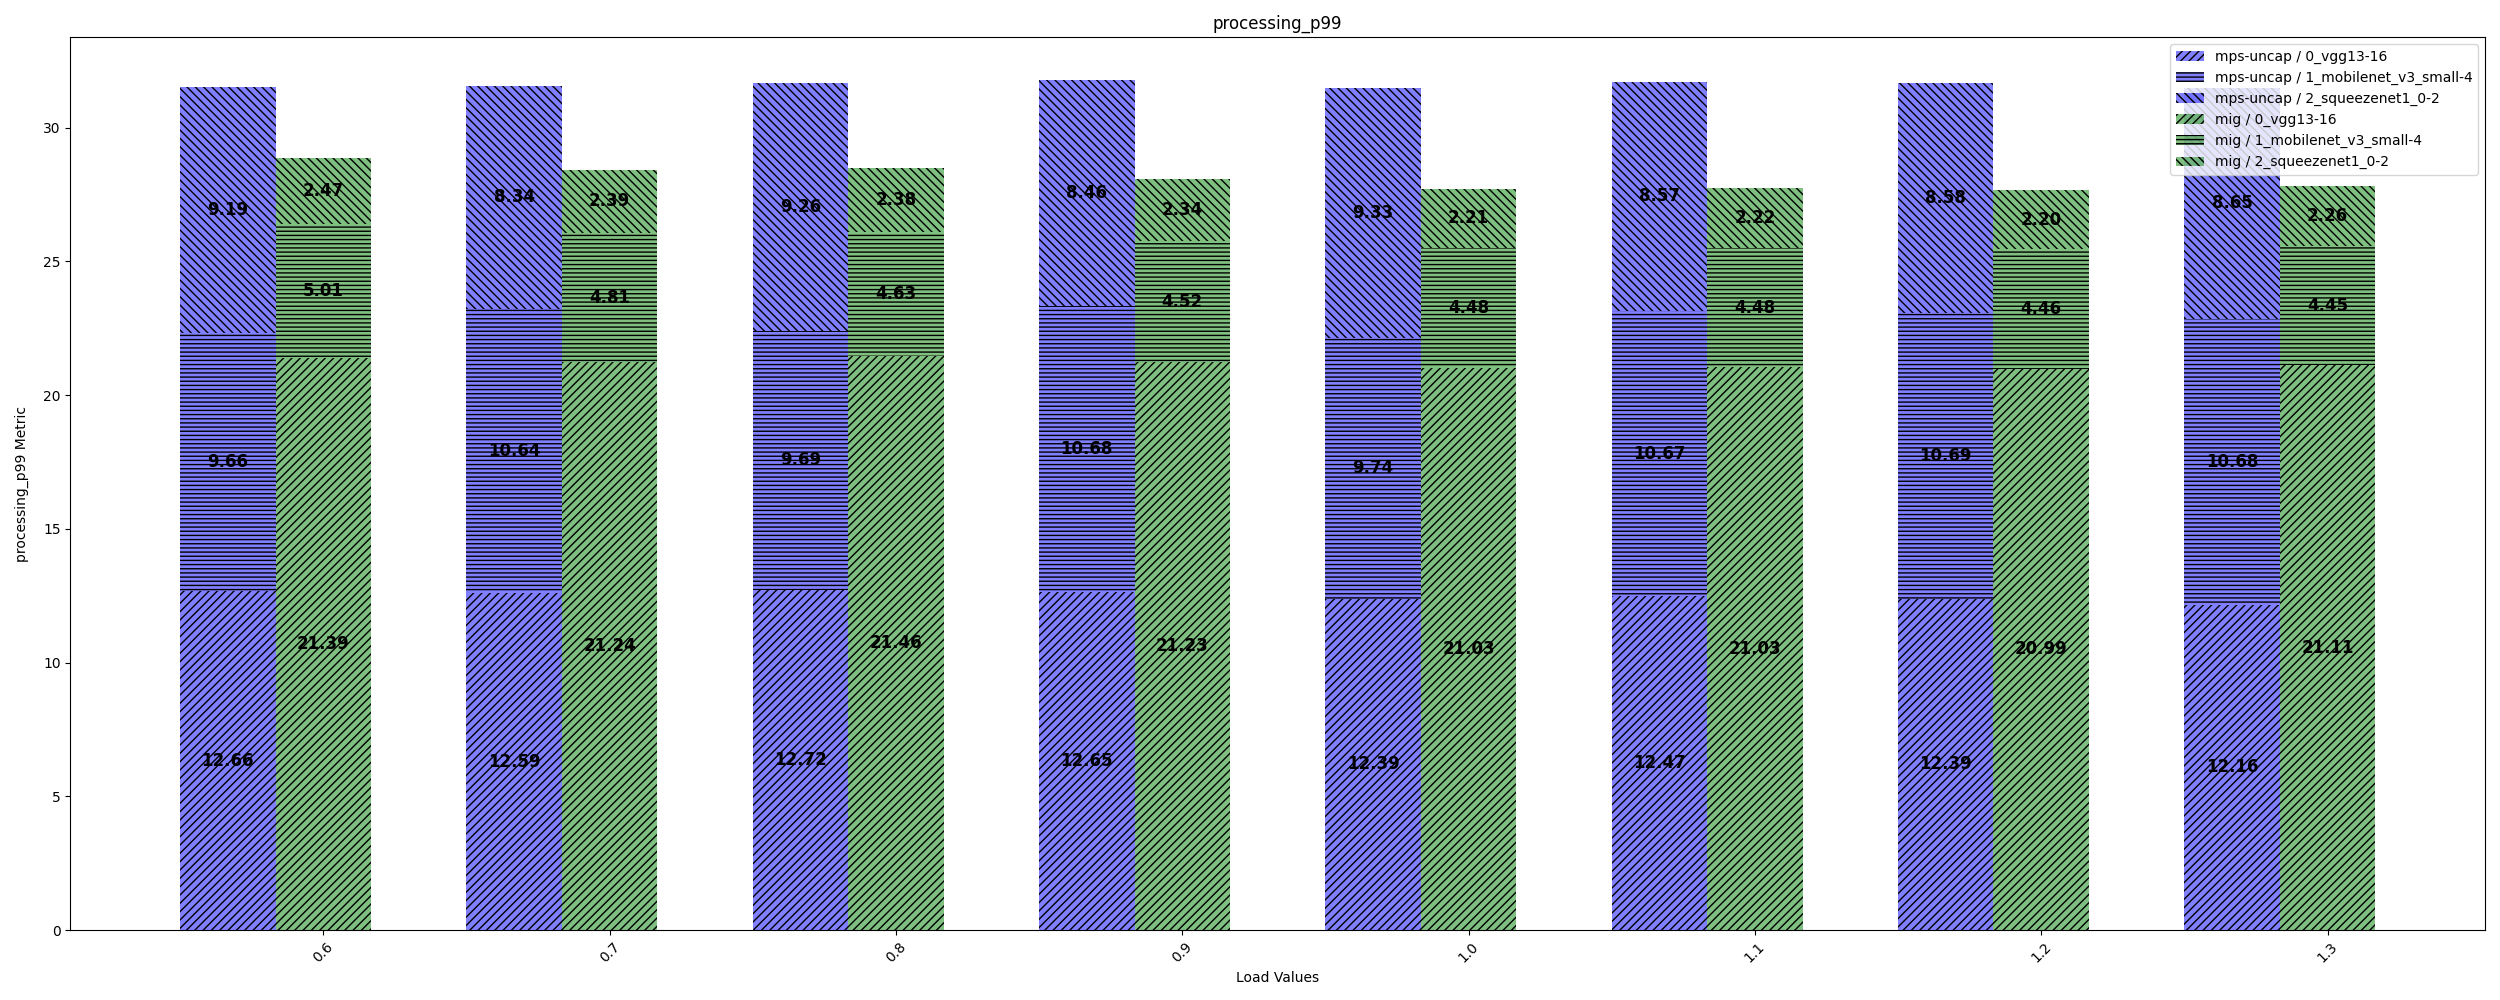 processing_p99
mps-uncap / 0_vgg13-16
mps-uncap / 1_mobilenet_v3_small-4
mps-uncap / 2_squeezenet1_0-2
mig / 0_vgg13-16
mig / 1_mobilenet_v3_small-4
mig / 2_squeezenet1_0-2
processing_p99 Metric
30
25
20
15
10
5
0
9.19 2.47 8.34 2.39 9.26 2.38 8.46 2.34 9.33 2.21 8.57 2.22 8.58 2.20 8.65 2.26
9.66 5.01 10.64 4.81 9.69 4.63 10.68 4.52 9.74 4.48 10.67 4.48 10.69 4.46 10.68 4.45
12.66 21.39 12.59 21.24 12.72 21.46 12.65 21.23 12.39 21.03 12.47 21.03 12.39 20.99 12.16 21.11
0.6 0.7 0.8 0.9 1.0 1.1 1.2 1.3
Load Values